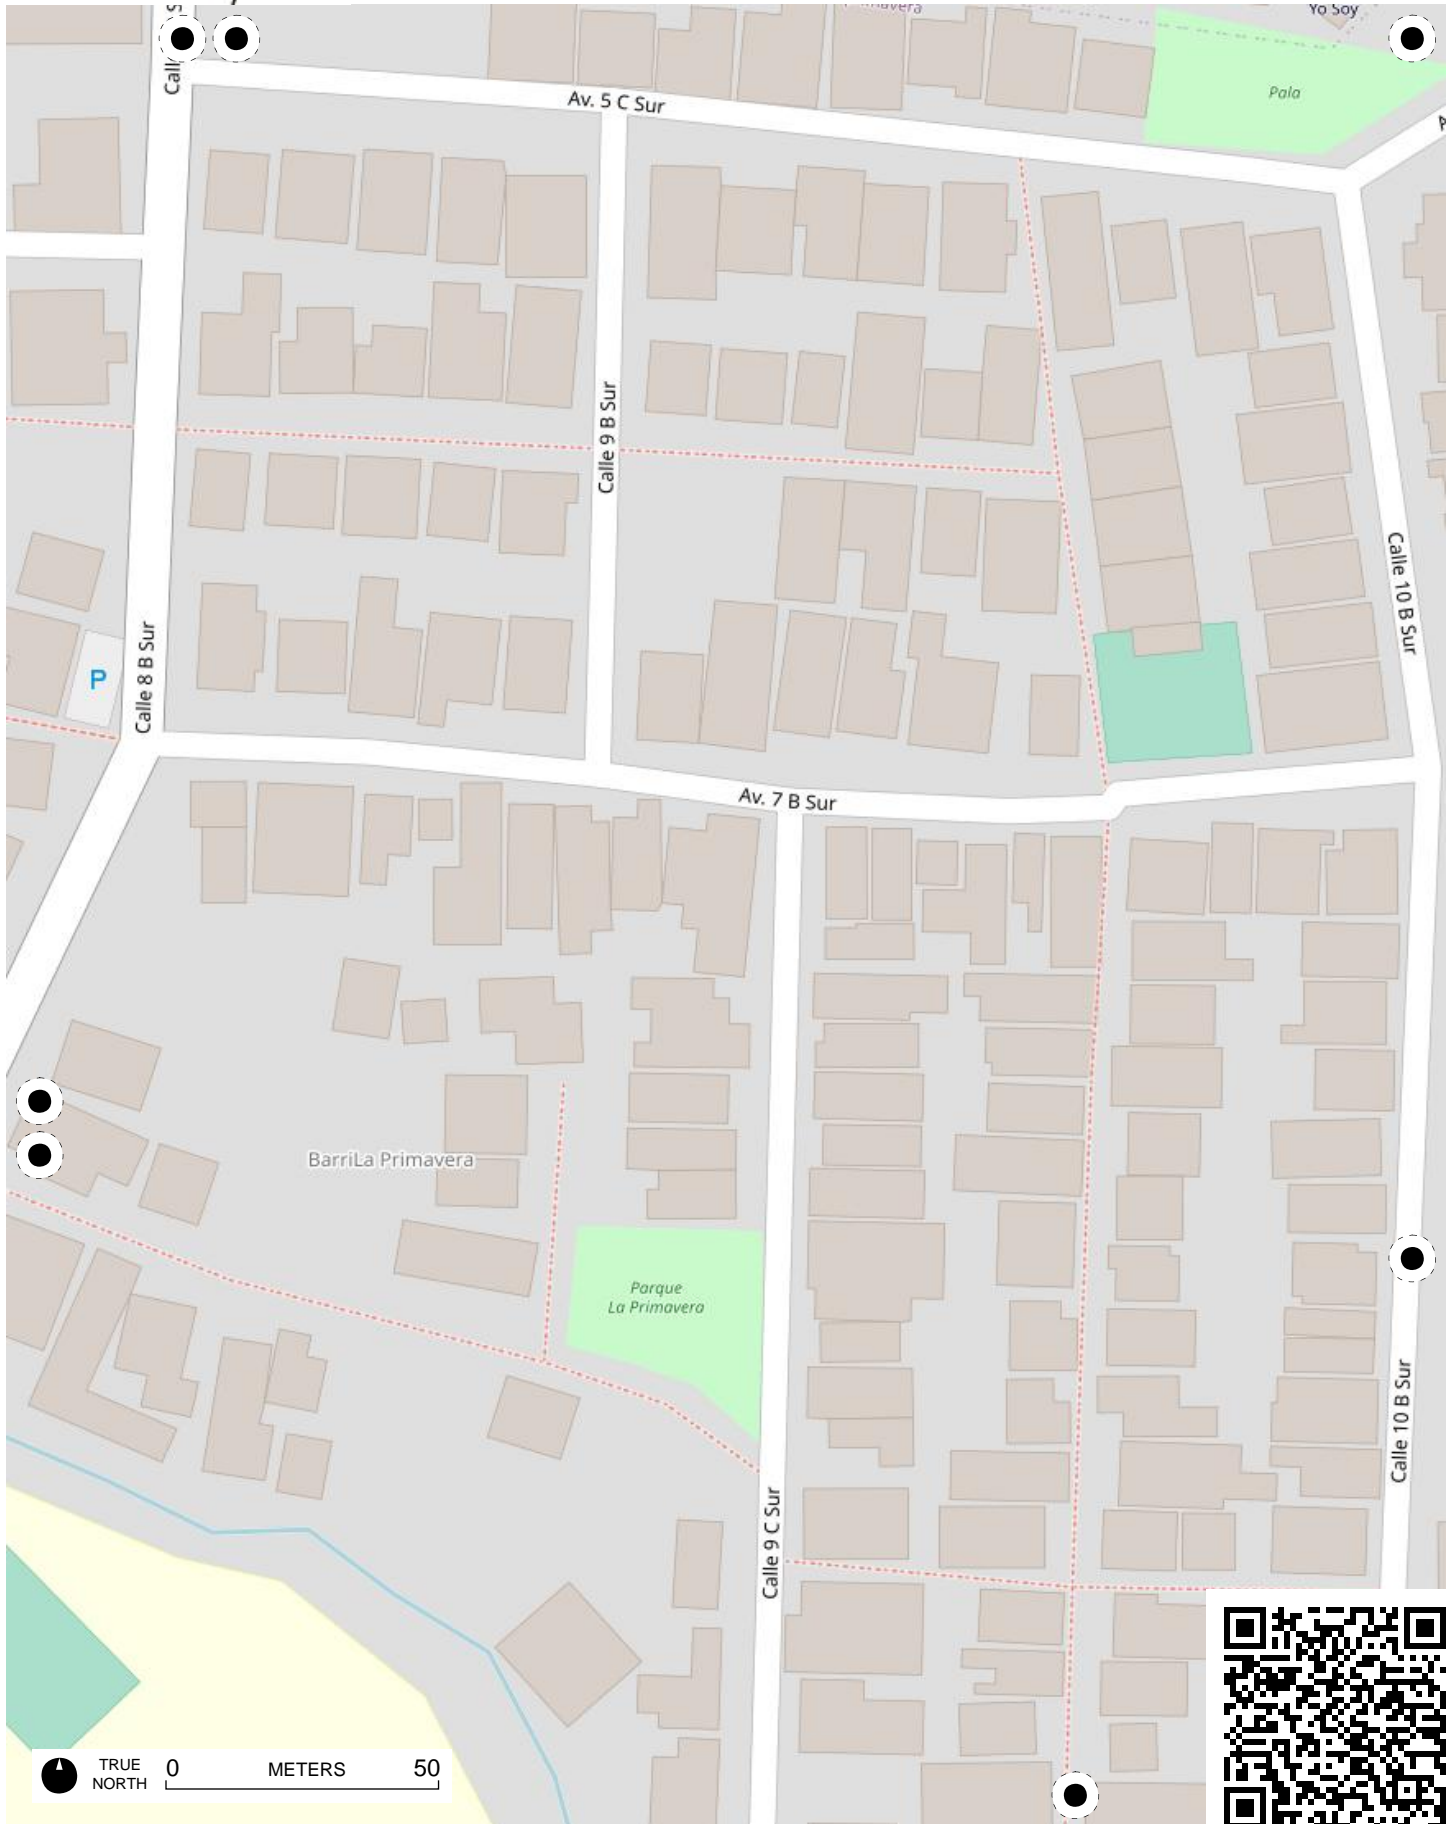 Yo Soy
Pala
Av. 5 C Sur
Calle 9 B Sur
Calle 10 B Sur
Calle 8 B Sur
P
Av. 7 B Sur
BarriLa Primavera
Parque
La Primavera
Calle 10 B Sur
Calle 9 C Sur
TRUE
NORTH
0 METERS 50